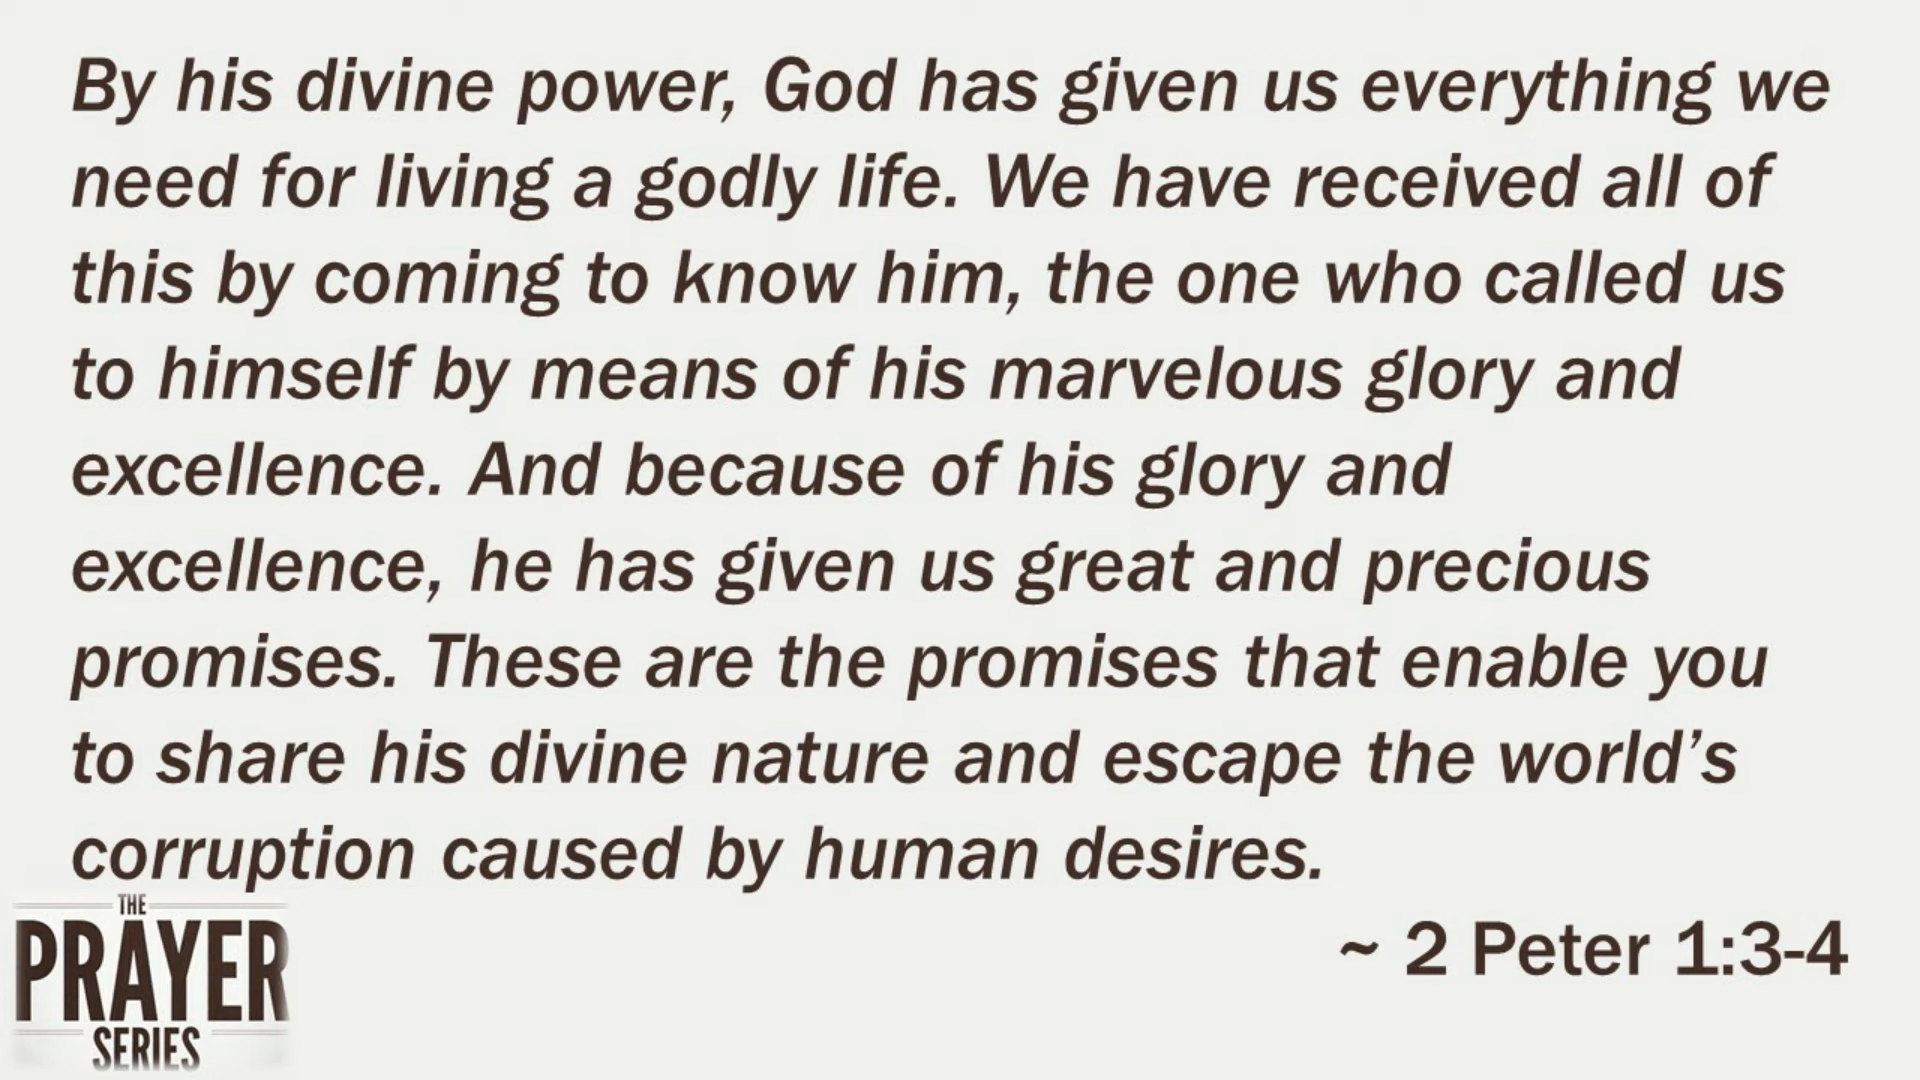 By his divine power, God has given us everything we
need for living a godly life. We have received all of
this by coming to know him, the one who called us
to himself by means of his marvelous glory and
excellence. And because of his glory and
excellence, he has given us great and precious
promises. These are the promises that enable you
to share his divine nature and escape the world’s
corruption caused by human desires.
~ 2 Peter 1:3-4
THE
PRAYER
SERIES